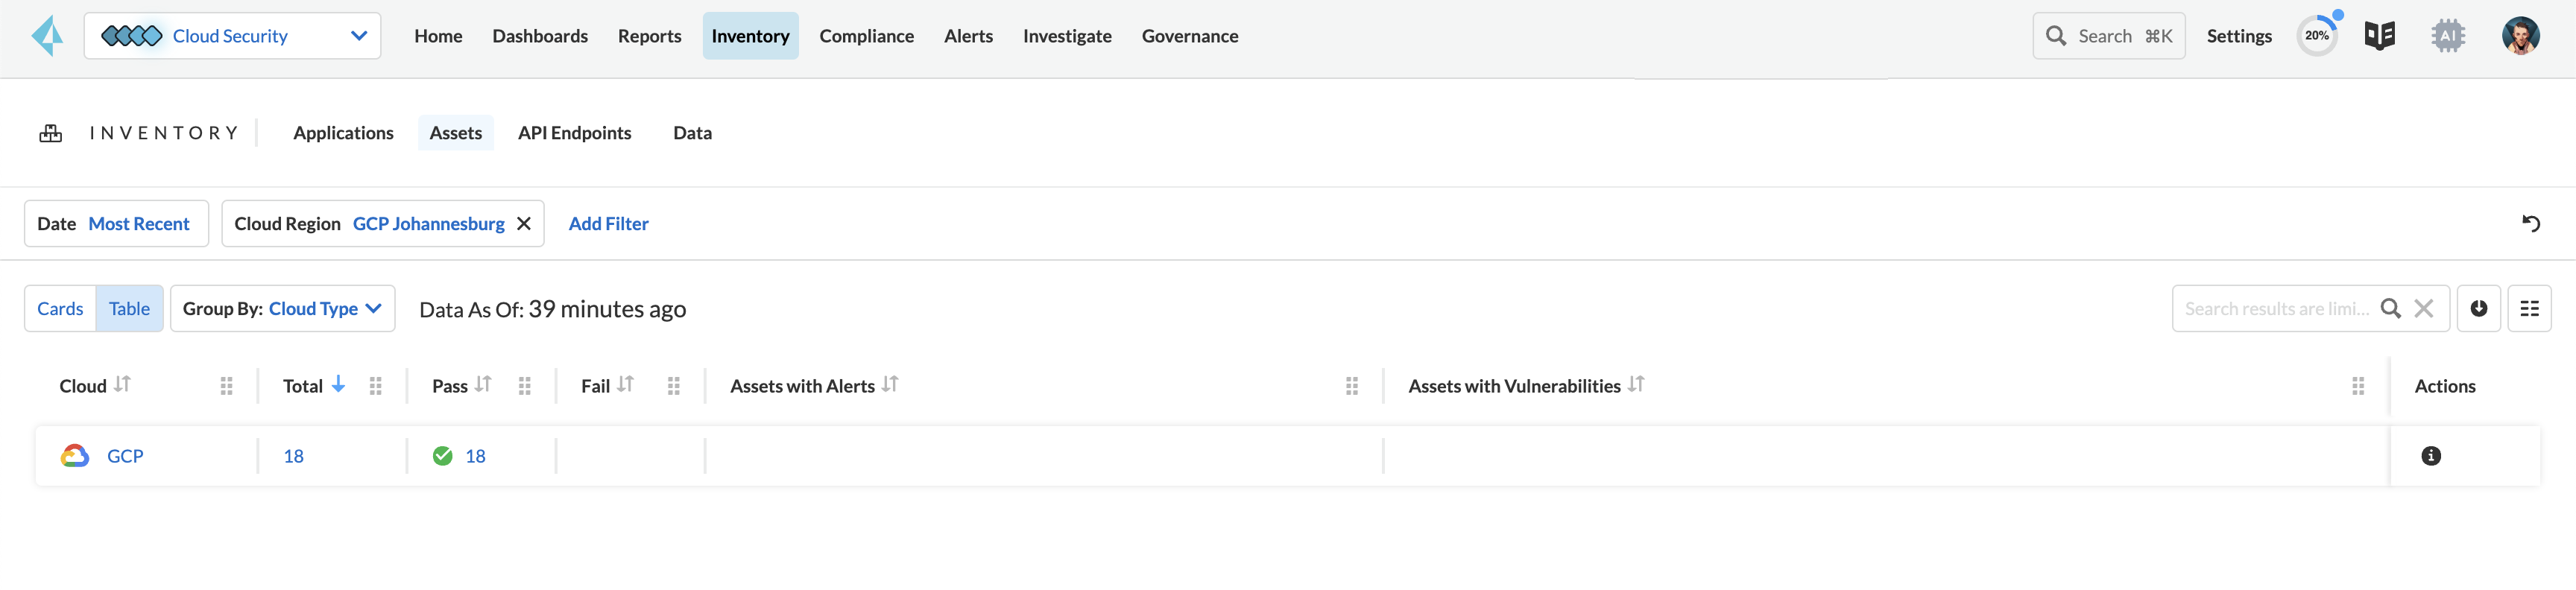 Cloud Security Home Dashboards Reports Inventory Compliance Alerts Investigate Governance Search ⌘K Settings 20% AI
INVENTORY Applications Assets API Endpoints Data
Date Most Recent Cloud Region GCP Johannesburg Add Filter
Cards Table Group By: Cloud Type Data As Of: 39 minutes ago Search results are limi...
Cloud Total Pass Fail Assets with Alerts Assets with Vulnerabilities Actions
GCP 18 18